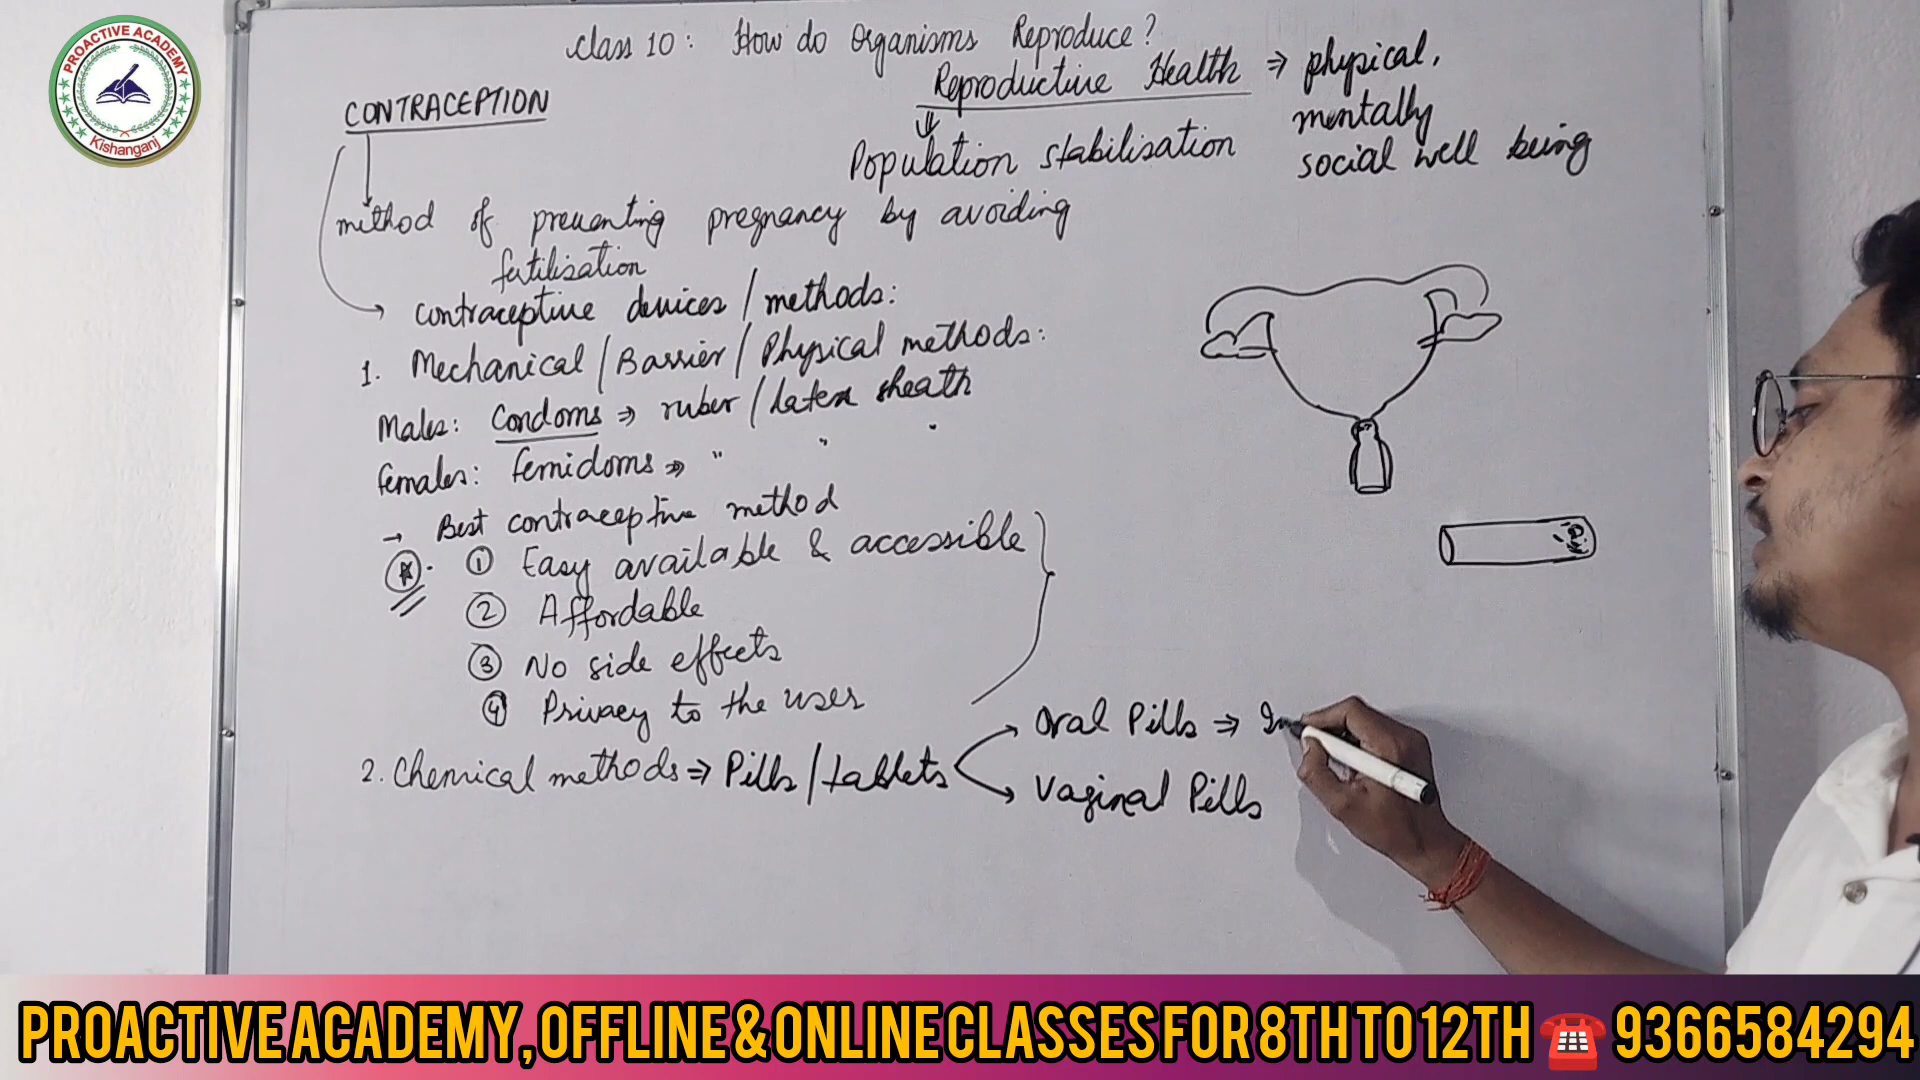 PROACTIVE ACADEMY
Kishanganj
Class 10: How do Organisms Reproduce?
Reproductive Health ⇒ physical,
mentally
social well being
Population stabilisation
CONTRACEPTION
method of preventing pregnancy by avoiding
fertilisation
contraceptive devices / methods:
1. Mechanical / Barrier / Physical methods:
Males: Condoms ⇒ ruber / Latex sheath
Females: femidoms ⇒ " " "
→ Best contraceptive method
① Easy available & accessible
② Affordable
③ No side effects
④ Privacy to the user
2. Chemical methods ⇒ Pills / tablets
Oral Pills ⇒ In
Vaginal Pills
PROACTIVE ACADEMY, OFFLINE & ONLINE CLASSES FOR 8TH TO 12TH ☎ 9366584294